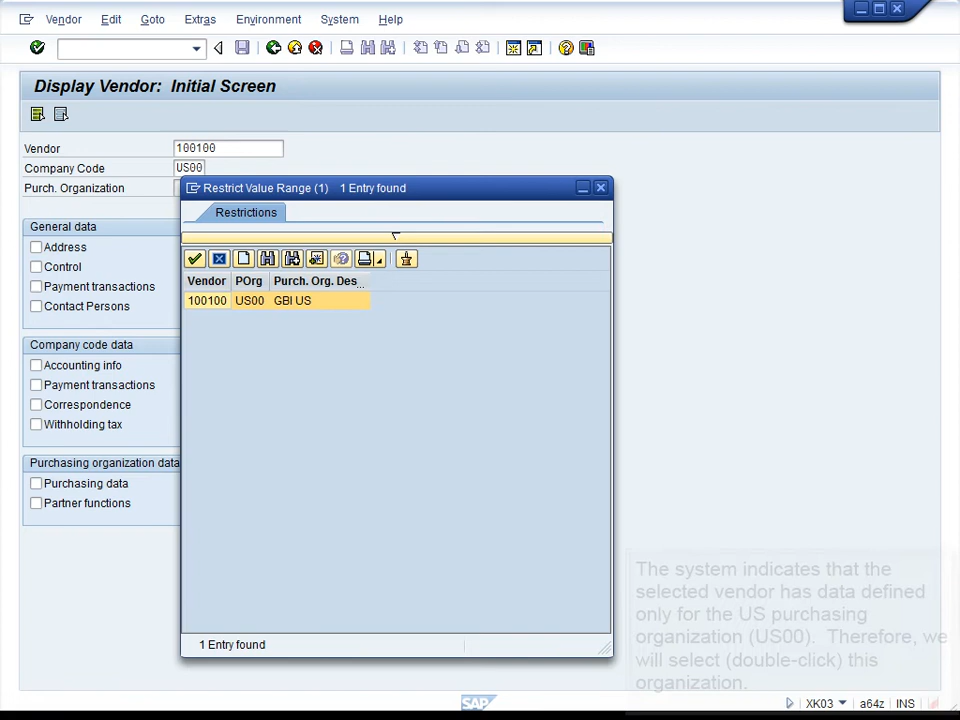 Vendor Edit Goto Extras Environment System Help
Display Vendor: Initial Screen
Vendor 100100
Company Code US00
Purch. Organization
Restrict Value Range (1) 1 Entry found
Restrictions
General data
Address
Control
Payment transactions
Contact Persons
Vendor POrg Purch. Org. Des...
100100 US00 GBI US
Company code data
Accounting info
Payment transactions
Correspondence
Withholding tax
Purchasing organization data
Purchasing data
Partner functions
1 Entry found
The system indicates that the
selected vendor has data defined
only for the US purchasing
organization (US00). Therefore, we
will select (double-click) this
organization.
SAP
XK03 a64z INS